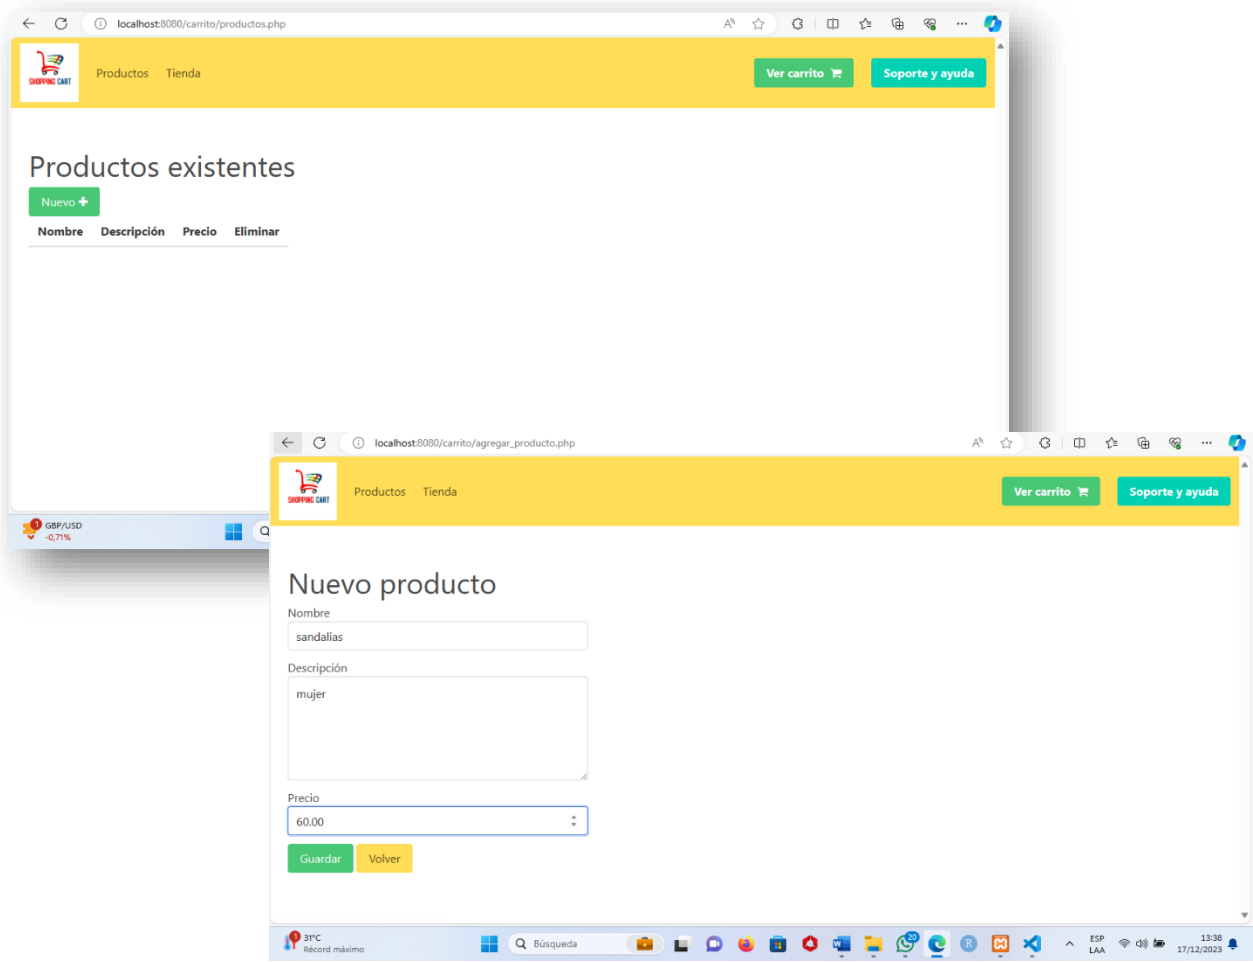 localhost:8080/carrito/productos.php
SHOPPING CART
Productos Tienda
Ver carrito
Soporte y ayuda
Productos existentes
Nuevo +
Nombre Descripción Precio Eliminar
1
GBP/USD
-0,71%
localhost:8080/carrito/agregar_producto.php
SHOPPING CART
Productos Tienda
Ver carrito
Soporte y ayuda
Nuevo producto
Nombre
sandalias
Descripción
mujer
Precio
60.00
Guardar Volver
1
31°C
Récord máximo
Búsqueda
20
ESP
LAA
13:38
17/12/2023